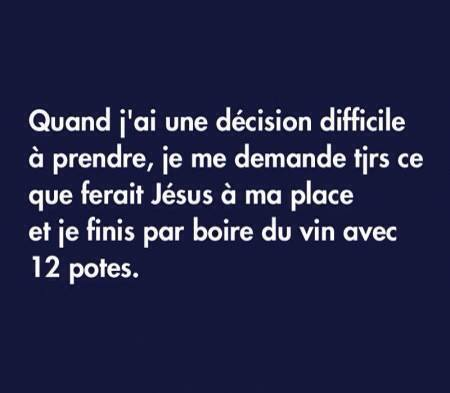 Quand j'ai une décision difficile
à prendre, je me demande tjrs ce
que ferait Jésus à ma place
et je finis par boire du vin avec
12 potes.